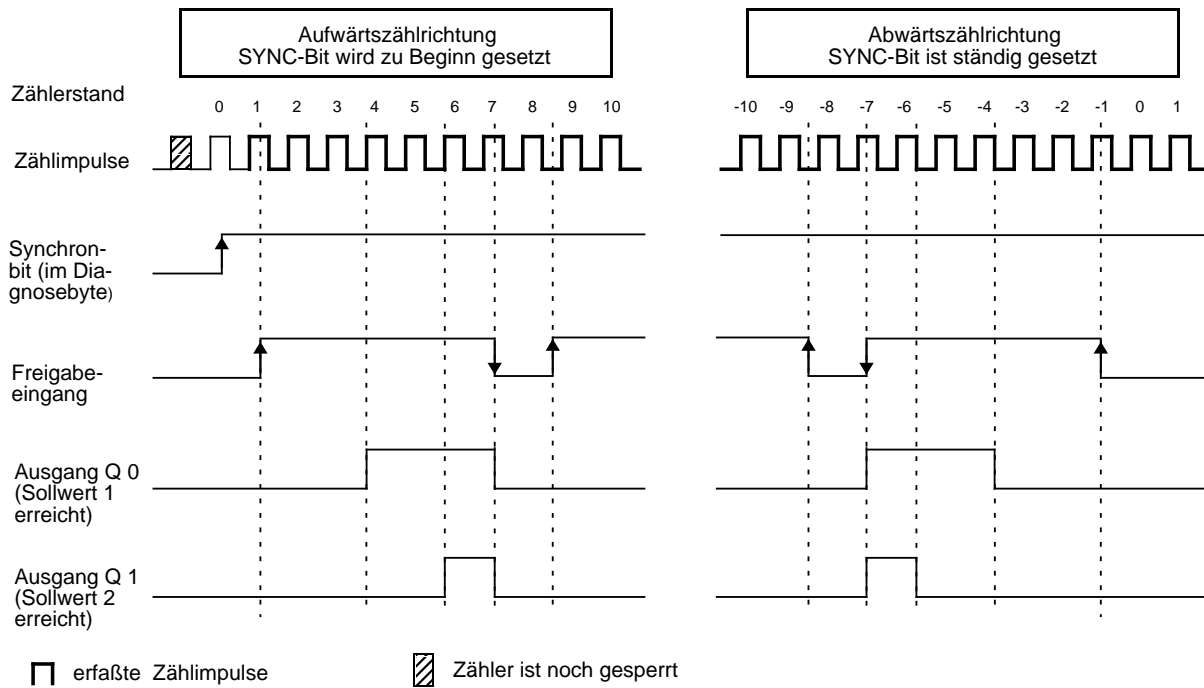 Aufwärtszählrichtung
SYNC-Bit wird zu Beginn gesetzt
Abwärtszählrichtung
SYNC-Bit ist ständig gesetzt
Zählerstand
0 1 2 3 4 5 6 7 8 9 10
-10 -9 -8 -7 -6 -5 -4 -3 -2 -1 0 1
Zählimpulse
Synchron-
bit (im Dia-
gnosebyte)
Freigabe-
eingang
Ausgang Q 0
(Sollwert 1
erreicht)
Ausgang Q 1
(Sollwert 2
erreicht)
erfaßte Zählimpulse
Zähler ist noch gesperrt